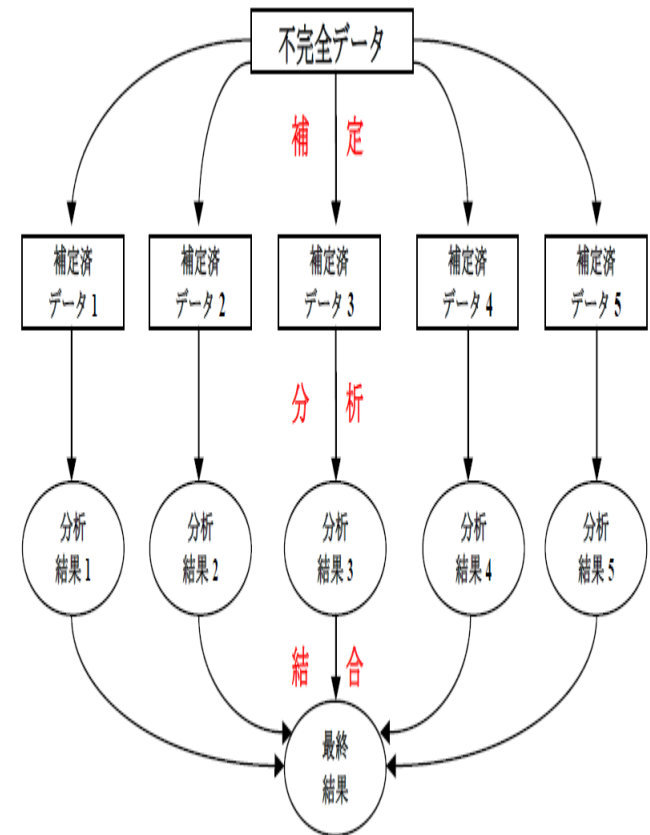 不完全データ
補 定
補定済
データ1
補定済
データ2
補定済
データ3
補定済
データ4
補定済
データ5
分 析
分析
結果1
分析
結果2
分析
結果3
分析
結果4
分析
結果5
結 合
最終
結果